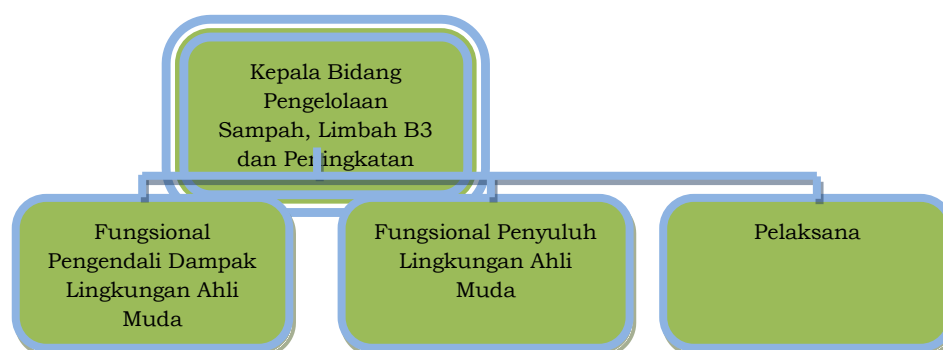 Kepala Bidang
Pengelolaan
Sampah, Limbah B3
dan Peningkatan
Fungsional
Pengendali Dampak
Lingkungan Ahli
Muda
Fungsional Penyuluh
Lingkungan Ahli
Muda
Pelaksana